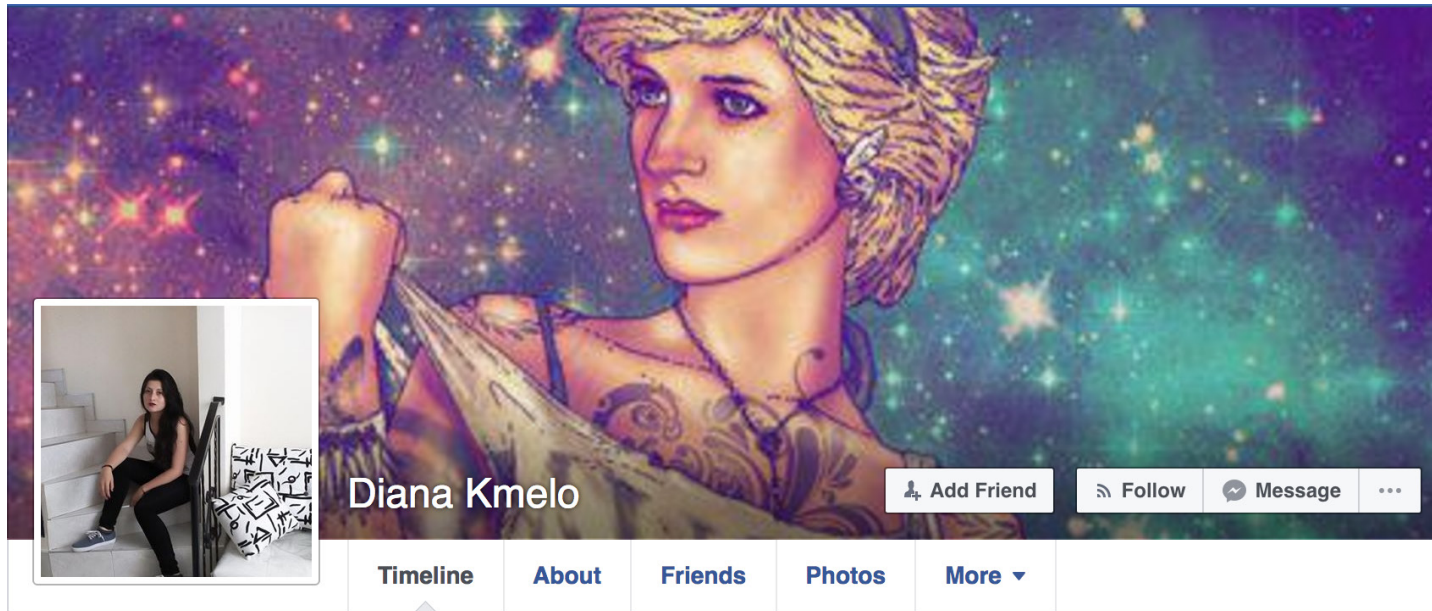 Diana Kmelo
Add Friend
Follow
Message
Timeline
About
Friends
Photos
More